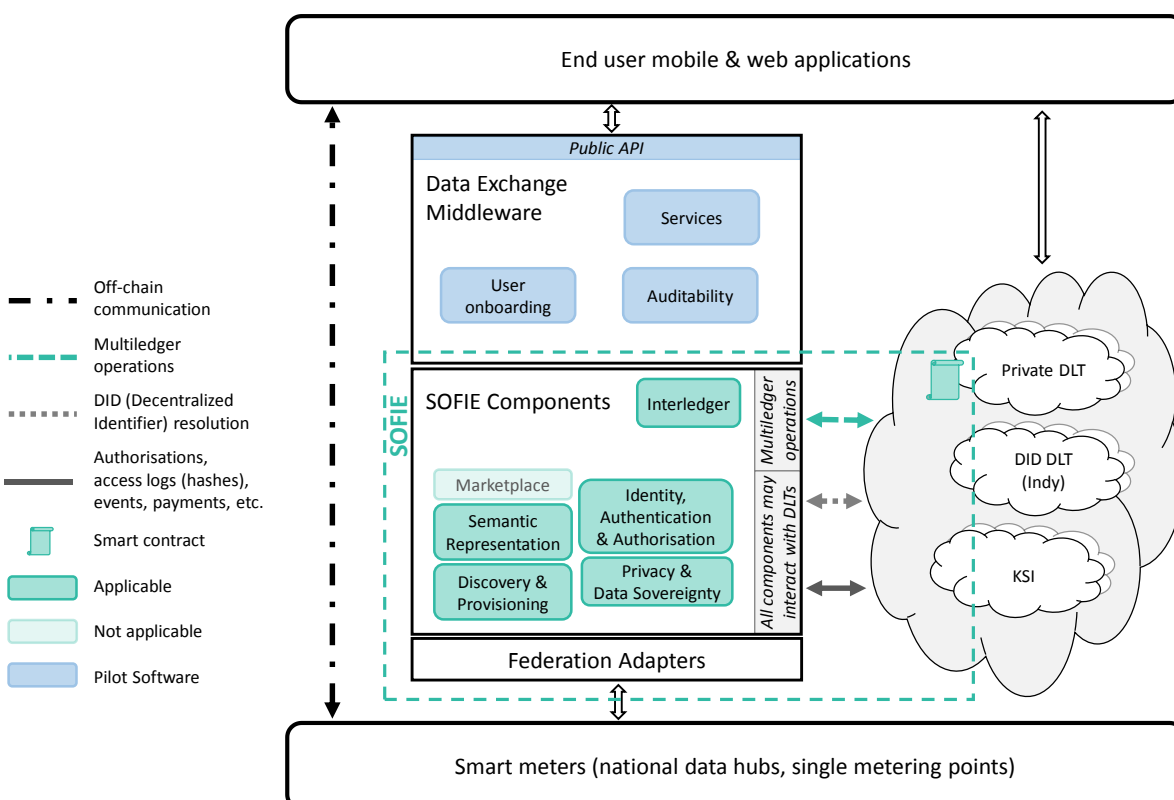 End user mobile & web applications
Public API
Data Exchange
Middleware
Services
User
onboarding
Auditability
Off-chain
communication
Multiledger
operations
DID (Decentralized
Identifier) resolution
Authorisations,
access logs (hashes),
events, payments, etc.
Smart contract
Applicable
Not applicable
Pilot Software
SOFIE
SOFIE Components
Interledger
Marketplace
Semantic
Representation
Discovery &
Provisioning
Identity,
Authentication
& Authorisation
Privacy &
Data Sovereignty
Multiledger
operations
All components may
interact with DLTs
Private DLT
DID DLT
(Indy)
KSI
Federation Adapters
Smart meters (national data hubs, single metering points)